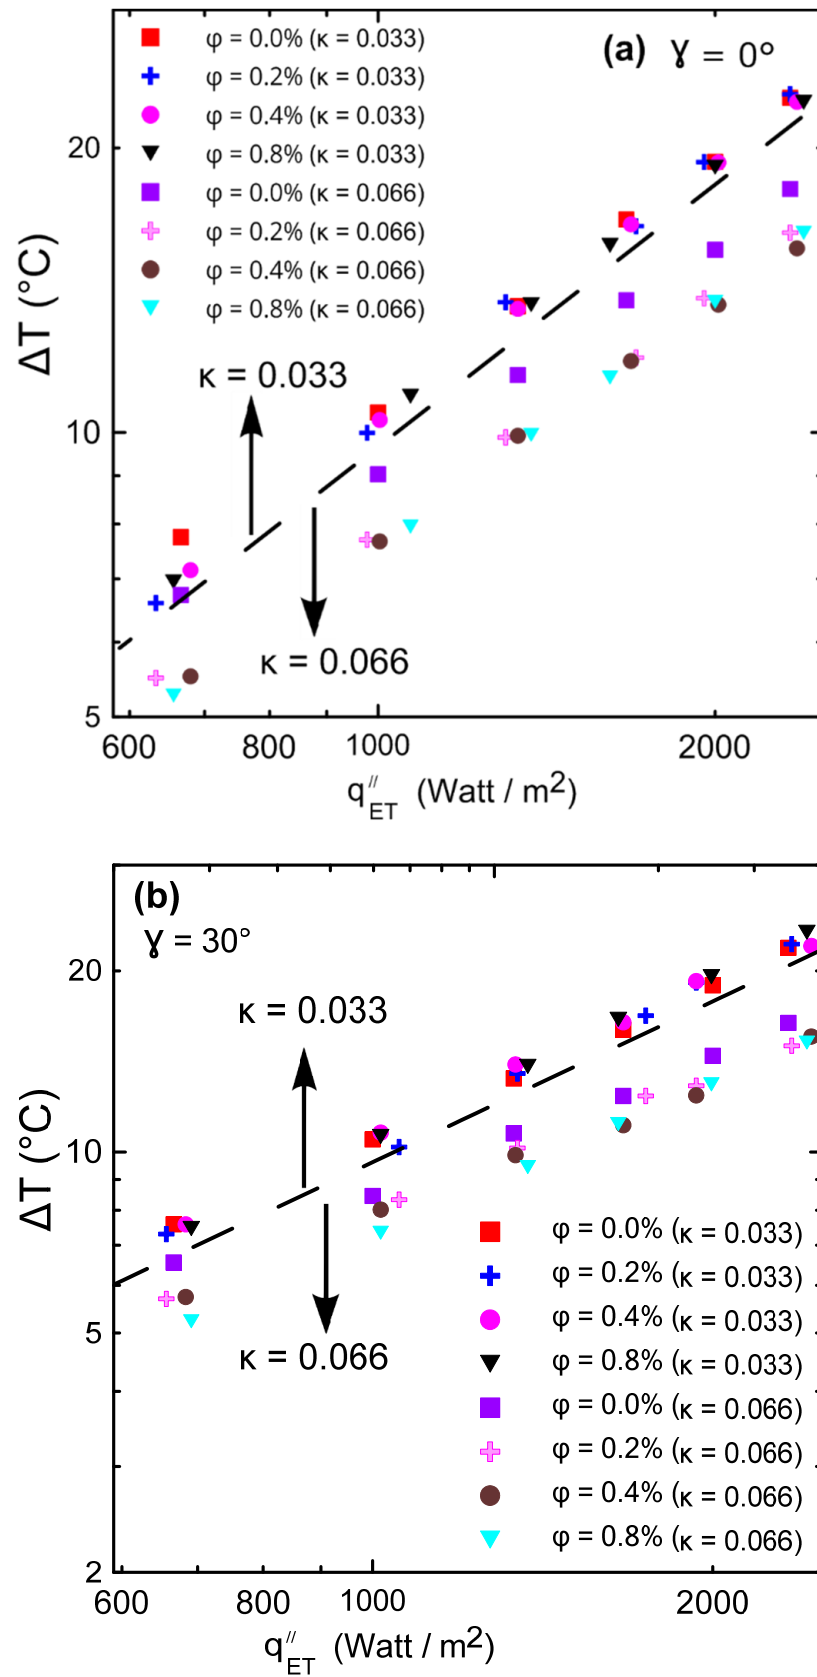 φ = 0.0% (κ = 0.033)
φ = 0.2% (κ = 0.033)
φ = 0.4% (κ = 0.033)
φ = 0.8% (κ = 0.033)
φ = 0.0% (κ = 0.066)
φ = 0.2% (κ = 0.066)
φ = 0.4% (κ = 0.066)
φ = 0.8% (κ = 0.066)
(a) ɣ = 0°
20
10
5
ΔT (°C)
κ = 0.033
κ = 0.066
600 800 1000 2000
q″ET (Watt / m²)
(b)
ɣ = 30°
20
10
5
2
ΔT (°C)
κ = 0.033
κ = 0.066
φ = 0.0% (κ = 0.033)
φ = 0.2% (κ = 0.033)
φ = 0.4% (κ = 0.033)
φ = 0.8% (κ = 0.033)
φ = 0.0% (κ = 0.066)
φ = 0.2% (κ = 0.066)
φ = 0.4% (κ = 0.066)
φ = 0.8% (κ = 0.066)
600 800 1000 2000
q″ET (Watt / m²)